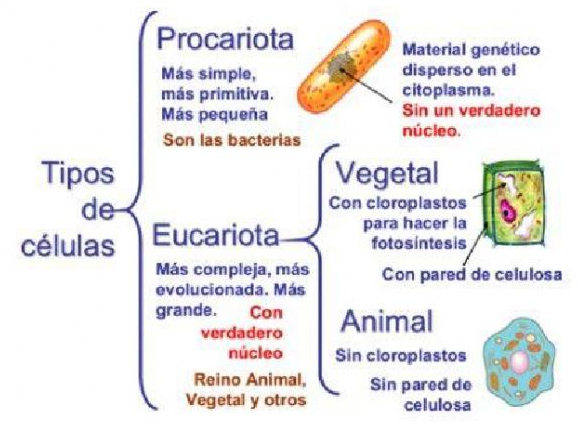 Tipos
de
células
Procariota
Más simple,
más primitiva.
Más pequeña
Son las bacterias
Material genético
disperso en el
citoplasma.
Sin un verdadero
núcleo.
Eucariota
Más compleja, más
evolucionada. Más
grande. Con
verdadero
núcleo
Reino Animal,
Vegetal y otros
Vegetal
Con cloroplastos
para hacer la
fotosíntesis
Con pared de celulosa
Animal
Sin cloroplastos
Sin pared de
celulosa